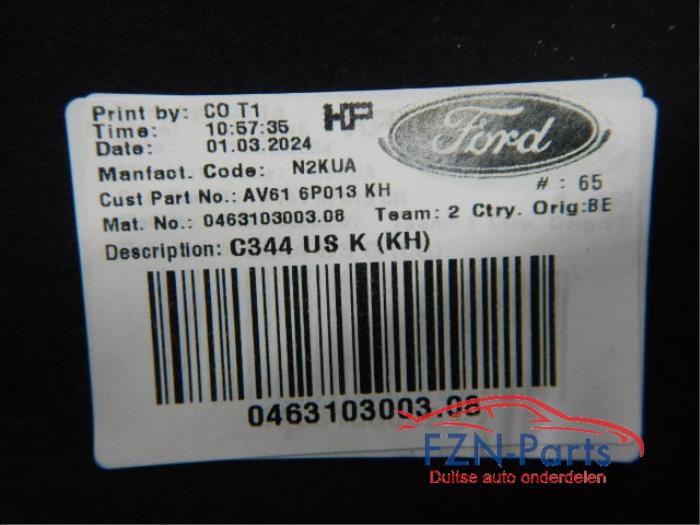 Print by: CO T1 HP Ford
Time: 10:57:35
Date: 01.03.2024
Manfact. Code: N2KUA
Cust Part No.: AV61 6P013 KH #: 65
Mat. No.: 0463103003.08 Team: 2 Ctry. Orig:BE
Description: C344 US K (KH)
0463103003.08
FZN-Parts
Duitse auto onderdelen